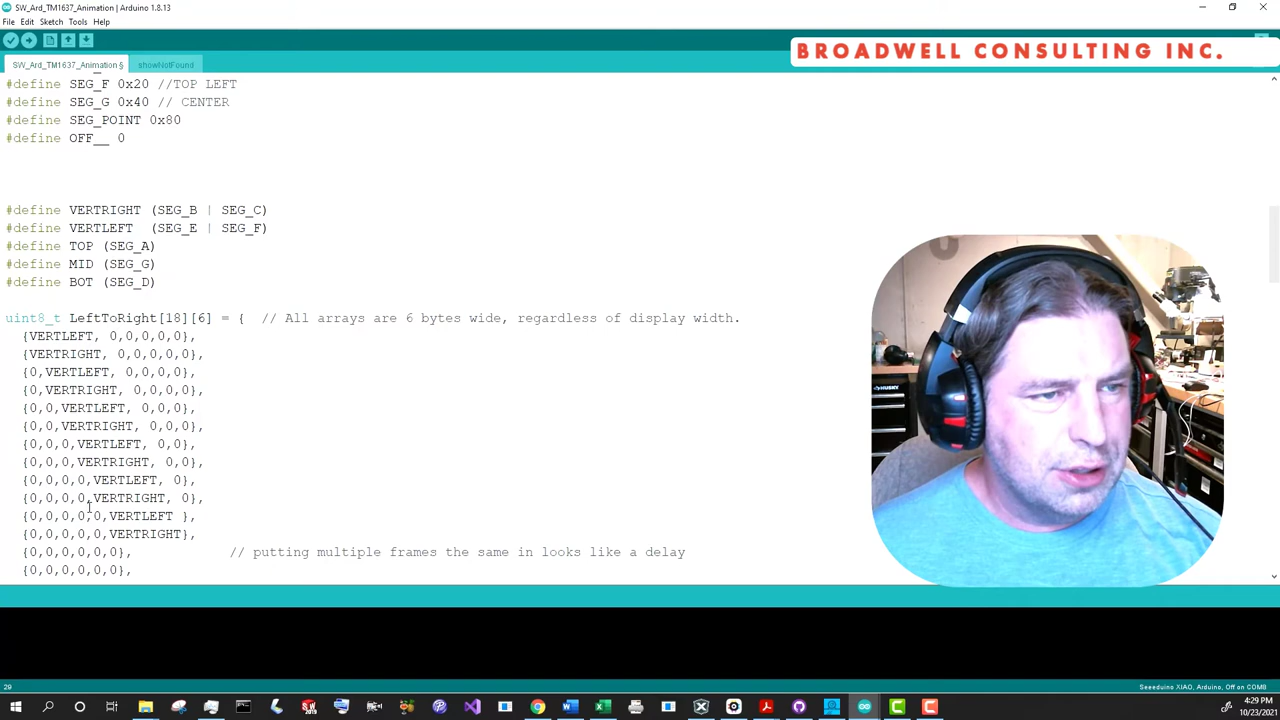 SW_Ard_TM1637_Animation | Arduino 1.8.13
File Edit Sketch Tools Help
BROADWELL CONSULTING INC.
SW_Ard_TM1637_Animation § showNotFound
#define SEG_F 0x20 //TOP LEFT
#define SEG_G 0x40 // CENTER
#define SEG_POINT 0x80
#define OFF__ 0
#define VERTRIGHT (SEG_B | SEG_C)
#define VERTLEFT (SEG_E | SEG_F)
#define TOP (SEG_A)
#define MID (SEG_G)
#define BOT (SEG_D)
uint8_t LeftToRight[18][6] = { // All arrays are 6 bytes wide, regardless of display width.
{VERTLEFT, 0,0,0,0,0},
{VERTRIGHT, 0,0,0,0,0},
{0,VERTLEFT, 0,0,0,0},
{0,VERTRIGHT, 0,0,0,0},
{0,0,VERTLEFT, 0,0,0},
{0,0,VERTRIGHT, 0,0,0},
{0,0,0,VERTLEFT, 0,0},
{0,0,0,VERTRIGHT, 0,0},
{0,0,0,0,VERTLEFT, 0},
{0,0,0,0,VERTRIGHT, 0},
{0,0,0,0,0,VERTLEFT },
{0,0,0,0,0,VERTRIGHT},
{0,0,0,0,0,0}, // putting multiple frames the same in looks like a delay
{0,0,0,0,0,0},
HUSKY
29
Seeeduino XIAO, Arduino, Off on COM8
4:29 PM
10/23/2021